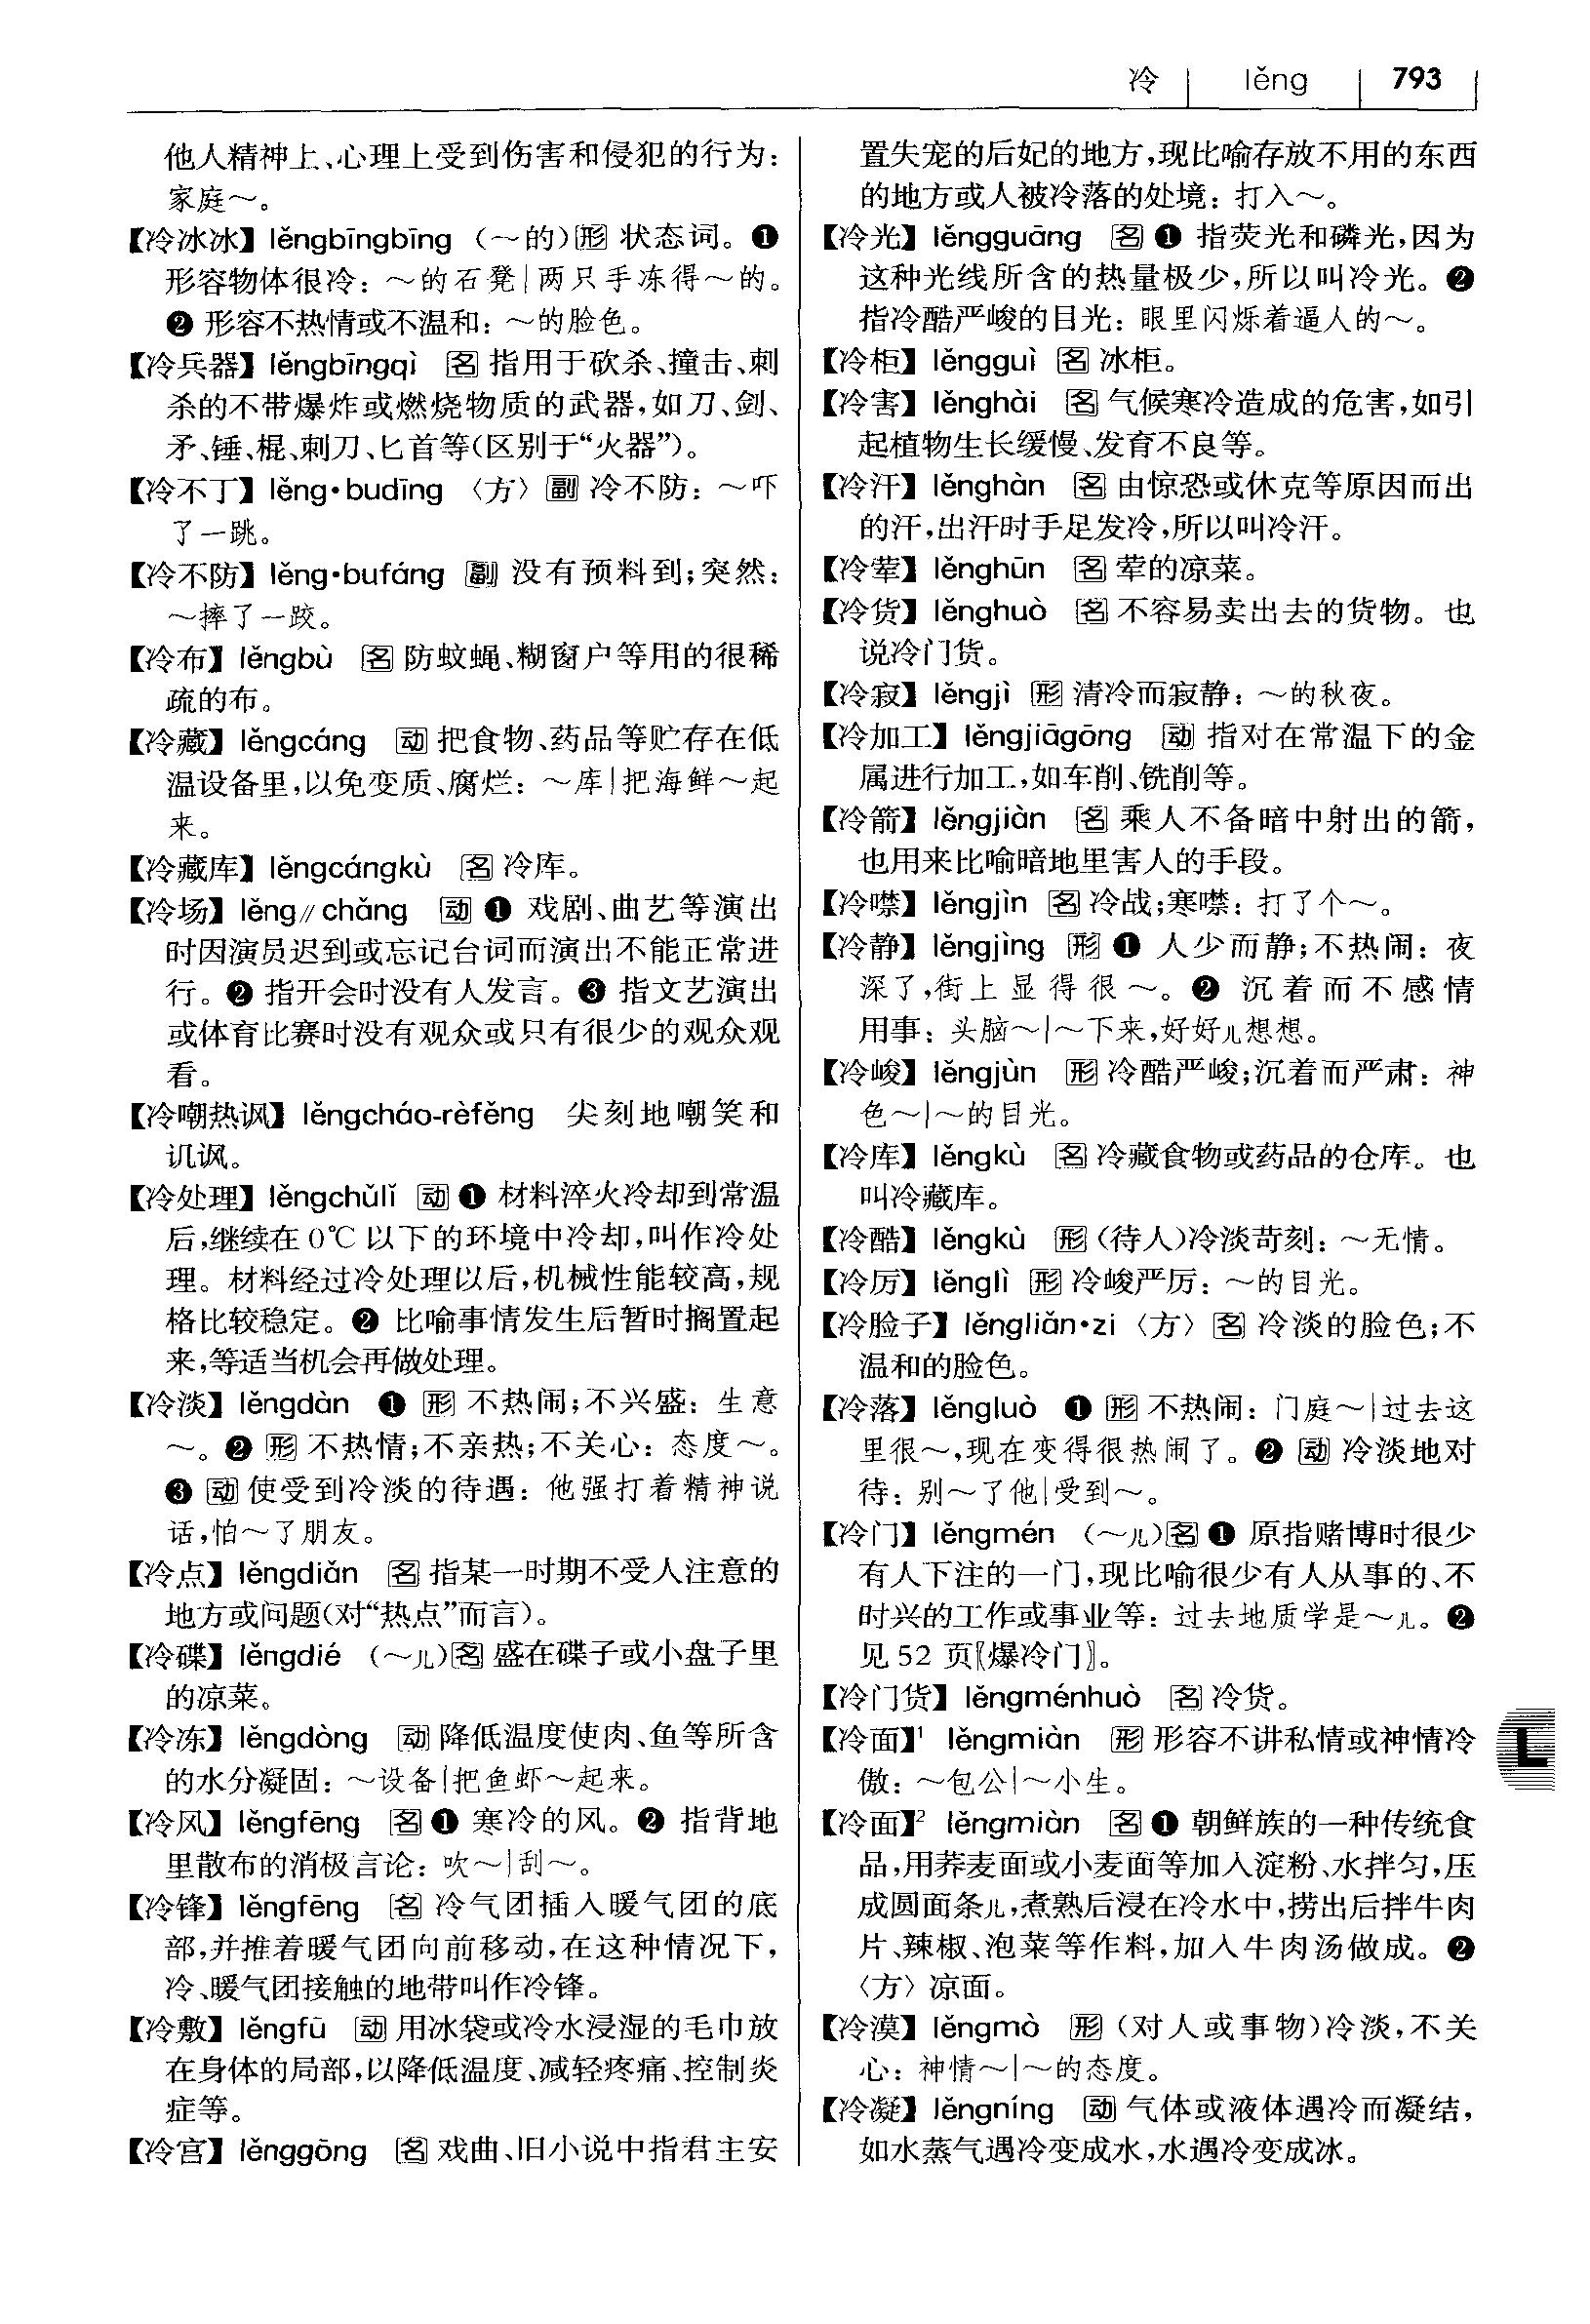 冷 lěng 793
他人精神上、心理上受到伤害和侵犯的行为：
家庭～。
【冷冰冰】lěngbīngbīng （～的）形 状态词。❶
形容物体很冷：～的石凳|两只手冻得～的。
❷ 形容不热情或不温和：～的脸色。
【冷兵器】lěngbīngqì 名 指用于砍杀、撞击、刺
杀的不带爆炸或燃烧物质的武器,如刀、剑、
矛、锤、棍、刺刀、匕首等(区别于“火器”)。
【冷不丁】lěng·budīng 〈方〉副 冷不防：～吓
了一跳。
【冷不防】lěng·bufáng 副 没有预料到;突然：
～摔了一跤。
【冷布】lěngbù 名 防蚊蝇、糊窗户等用的很稀
疏的布。
【冷藏】lěngcáng 动 把食物、药品等贮存在低
温设备里,以免变质、腐烂：～库|把海鲜～起
来。
【冷藏库】lěngcángkù 名 冷库。
【冷场】lěng∥chǎng 动 ❶ 戏剧、曲艺等演出
时因演员迟到或忘记台词而演出不能正常进
行。❷ 指开会时没有人发言。❸ 指文艺演出
或体育比赛时没有观众或只有很少的观众观
看。
【冷嘲热讽】lěngcháo-rèfěng 尖刻地嘲笑和
讥讽。
【冷处理】lěngchǔlǐ 动 ❶ 材料淬火冷却到常温
后,继续在 0℃ 以下的环境中冷却,叫作冷处
理。材料经过冷处理以后,机械性能较高,规
格比较稳定。❷ 比喻事情发生后暂时搁置起
来,等适当机会再做处理。
【冷淡】lěngdàn ❶ 形 不热闹;不兴盛：生意
～。❷ 形 不热情;不亲热;不关心：态度～。
❸ 动 使受到冷淡的待遇：他强打着精神说
话,怕～了朋友。
【冷点】lěngdiǎn 名 指某一时期不受人注意的
地方或问题(对“热点”而言)。
【冷碟】lěngdié （～儿）名 盛在碟子或小盘子里
的凉菜。
【冷冻】lěngdòng 动 降低温度使肉、鱼等所含
的水分凝固：～设备|把鱼虾～起来。
【冷风】lěngfēng 名 ❶ 寒冷的风。❷ 指背地
里散布的消极言论：吹～|刮～。
【冷锋】lěngfēng 名 冷气团插入暖气团的底
部,并推着暖气团向前移动,在这种情况下,
冷、暖气团接触的地带叫作冷锋。
【冷敷】lěngfū 动 用冰袋或冷水浸湿的毛巾放
在身体的局部,以降低温度、减轻疼痛、控制炎
症等。
【冷宫】lěnggōng 名 戏曲、旧小说中指君主安
置失宠的后妃的地方,现比喻存放不用的东西
的地方或人被冷落的处境：打入～。
【冷光】lěngguāng 名 ❶ 指荧光和磷光,因为
这种光线所含的热量极少,所以叫冷光。❷
指冷酷严峻的目光：眼里闪烁着逼人的～。
【冷柜】lěngguì 名 冰柜。
【冷害】lěnghài 名 气候寒冷造成的危害,如引
起植物生长缓慢、发育不良等。
【冷汗】lěnghàn 名 由惊恐或休克等原因而出
的汗,出汗时手足发冷,所以叫冷汗。
【冷荤】lěnghūn 名 荤的凉菜。
【冷货】lěnghuò 名 不容易卖出去的货物。也
说冷门货。
【冷寂】lěngjì 形 清冷而寂静：～的秋夜。
【冷加工】lěngjiāgōng 动 指对在常温下的金
属进行加工,如车削、铣削等。
【冷箭】lěngjiàn 名 乘人不备暗中射出的箭,
也用来比喻暗地里害人的手段。
【冷噤】lěngjìn 名 冷战;寒噤：打了个～。
【冷静】lěngjìng 形 ❶ 人少而静;不热闹：夜
深了,街上显得很～。❷ 沉着而不感情
用事：头脑～|～下来,好好儿想想。
【冷峻】lěngjùn 形 冷酷严峻;沉着而严肃：神
色～|～的目光。
【冷库】lěngkù 名 冷藏食物或药品的仓库。也
叫冷藏库。
【冷酷】lěngkù 形 （待人）冷淡苛刻：～无情。
【冷厉】lěnglì 形 冷峻严厉：～的目光。
【冷脸子】lěngliǎn·zi 〈方〉名 冷淡的脸色;不
温和的脸色。
【冷落】lěngluò ❶ 形 不热闹：门庭～|过去这
里很～,现在变得很热闹了。❷ 动 冷淡地对
待：别～了他|受到～。
【冷门】lěngmén （～儿）名 ❶ 原指赌博时很少
有人下注的一门,现比喻很少有人从事的、不
时兴的工作或事业等：过去地质学是～儿。❷
见 52 页〖爆冷门〗。
【冷门货】lěngménhuò 名 冷货。
【冷面】¹ lěngmiàn 形 形容不讲私情或神情冷
傲：～包公|～小生。
L
【冷面】² lěngmiàn 名 ❶ 朝鲜族的一种传统食
品,用荞麦面或小麦面等加入淀粉、水拌匀,压
成圆面条儿,煮熟后浸在冷水中,捞出后拌牛肉
片、辣椒、泡菜等作料,加入牛肉汤做成。❷
〈方〉凉面。
【冷漠】lěngmò 形 （对人或事物）冷淡,不关
心：神情～|～的态度。
【冷凝】lěngníng 动 气体或液体遇冷而凝结,
如水蒸气遇冷变成水,水遇冷变成冰。